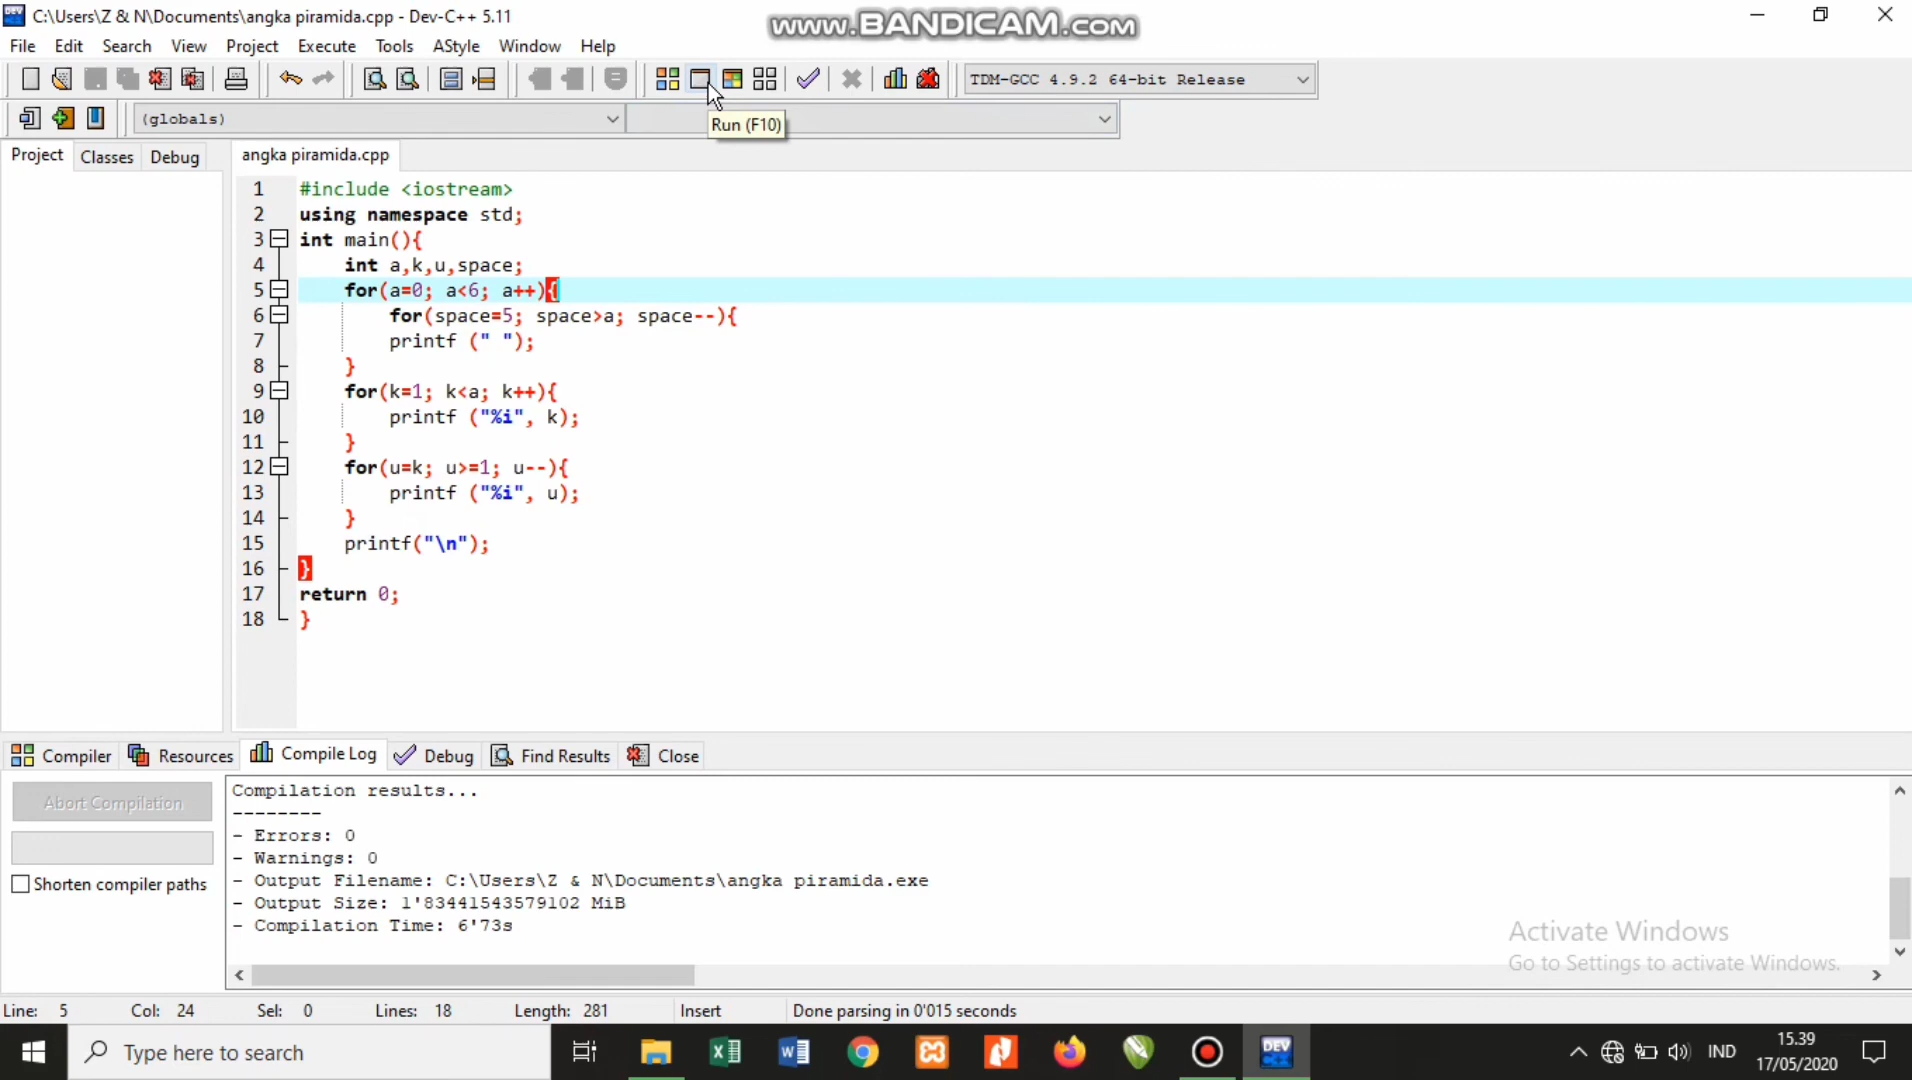 C:\Users\Z & N\Documents\angka piramida.cpp - Dev-C++ 5.11
www.BANDICAM.com
File Edit Search View Project Execute Tools AStyle Window Help
TDM-GCC 4.9.2 64-bit Release
(globals)
Run (F10)
Project Classes Debug
angka piramida.cpp
1 #include <iostream>
2 using namespace std;
3 int main(){
4 int a,k,u,space;
5 for(a=0; a<6; a++){
6 for(space=5; space>a; space--){
7 printf (" ");
8 }
9 for(k=1; k<a; k++){
10 printf ("%i", k);
11 }
12 for(u=k; u>=1; u--){
13 printf ("%i", u);
14 }
15 printf("\n");
16 }
17 return 0;
18 }
Compiler Resources Compile Log Debug Find Results Close
Abort Compilation
Shorten compiler paths
Compilation results...
--------
- Errors: 0
- Warnings: 0
- Output Filename: C:\Users\Z & N\Documents\angka piramida.exe
- Output Size: 1'83441543579102 MiB
- Compilation Time: 6'73s
Activate Windows
Go to Settings to activate Windows.
Line: 5 Col: 24 Sel: 0 Lines: 18 Length: 281 Insert Done parsing in 0'015 seconds
Type here to search
DEV C++
IND
15.39
17/05/2020